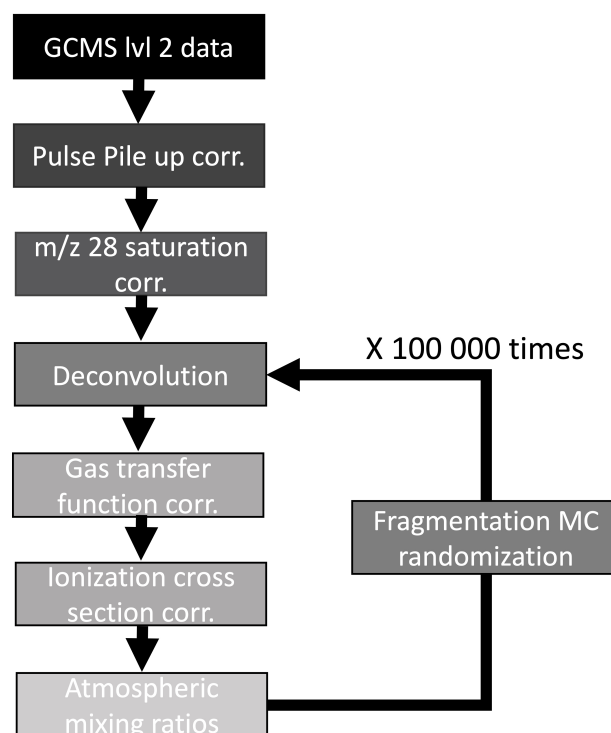 GCMS lvl 2 data
Pulse Pile up corr.
m/z 28 saturation
corr.
X 100 000 times
Deconvolution
Gas transfer
function corr.
Fragmentation MC
randomization
Ionization cross
section corr.
Atmospheric
mixing ratios